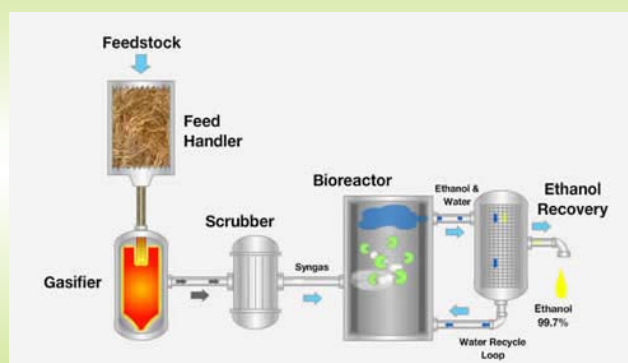 Feedstock
Feed
Handler
Gasifier
Scrubber
Syngas
Bioreactor
Ethanol &
Water
Ethanol
Recovery
Ethanol
99.7%
Water Recycle
Loop